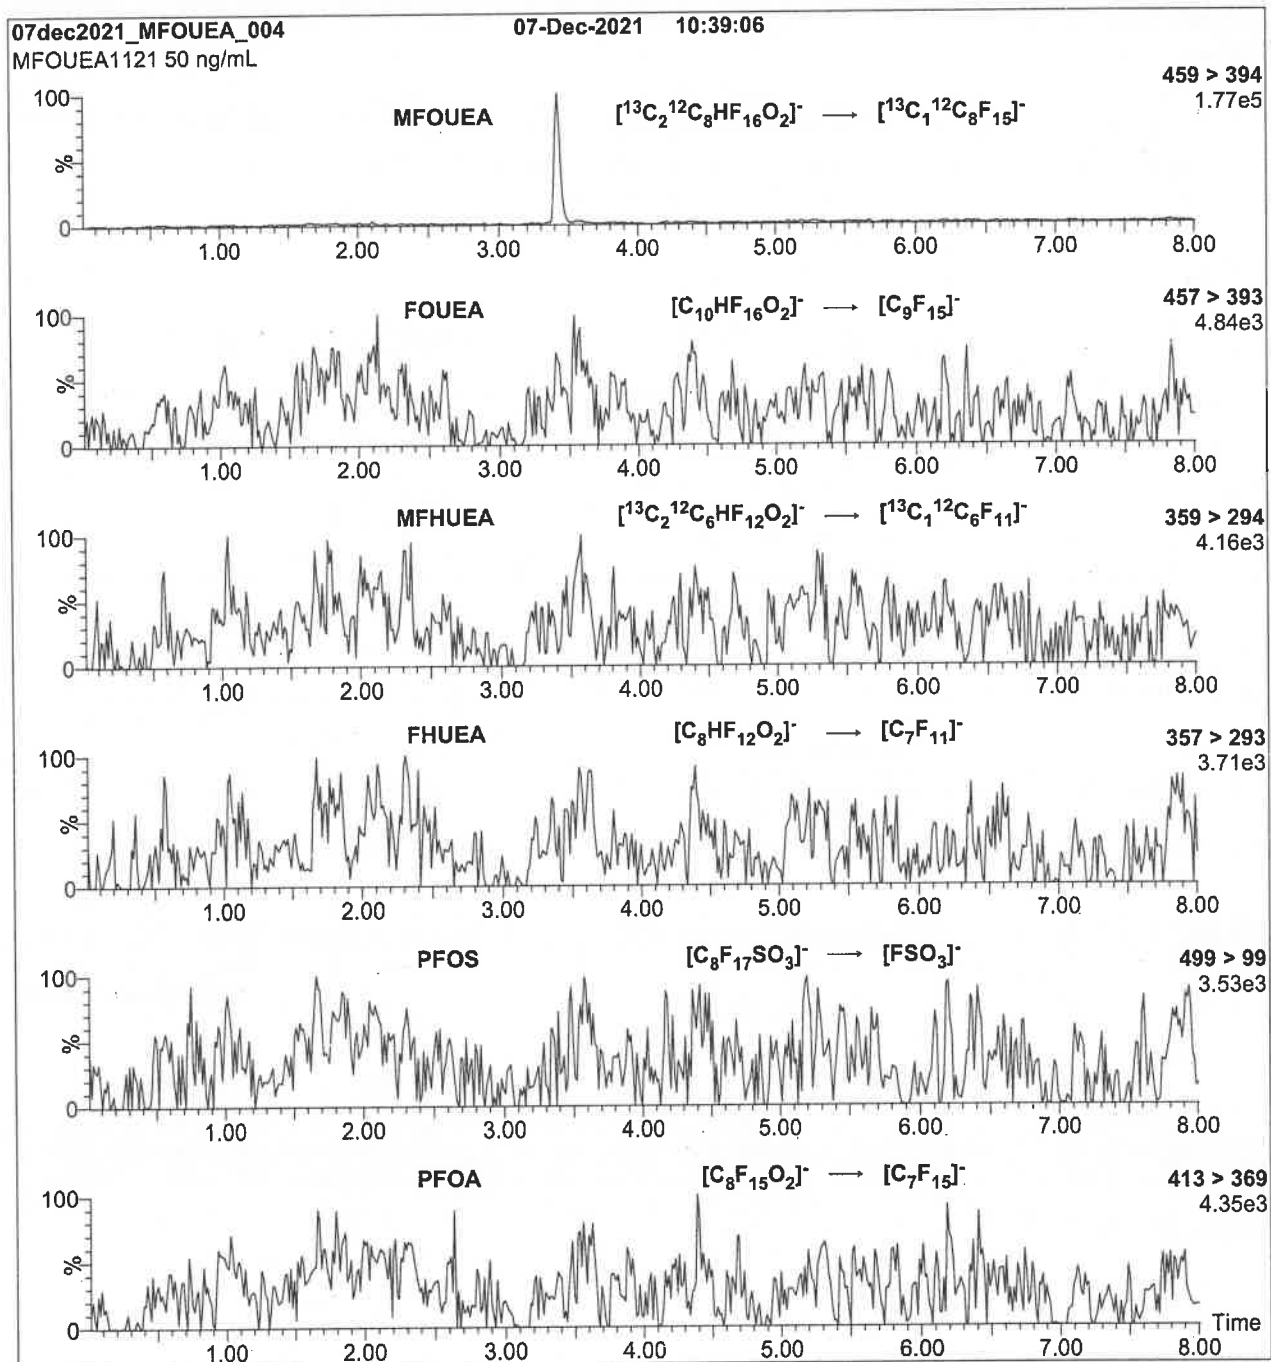 07dec2021_MFOUEA_004 07-Dec-2021 10:39:06
MFOUEA1121 50 ng/mL
459 > 394
1.77e5
MFOUEA [¹³C₂¹²C₈HF₁₆O₂]⁻ → [¹³C₁¹²C₈F₁₅]⁻
100
%
0
1.00 2.00 3.00 4.00 5.00 6.00 7.00 8.00
FOUEA [C₁₀HF₁₆O₂]⁻ → [C₉F₁₅]⁻ 457 > 393
4.84e3
100
%
0
1.00 2.00 3.00 4.00 5.00 6.00 7.00 8.00
MFHUEA [¹³C₂¹²C₆HF₁₂O₂]⁻ → [¹³C₁¹²C₆F₁₁]⁻ 359 > 294
4.16e3
100
%
0
1.00 2.00 3.00 4.00 5.00 6.00 7.00 8.00
FHUEA [C₈HF₁₂O₂]⁻ → [C₇F₁₁]⁻ 357 > 293
3.71e3
100
%
0
1.00 2.00 3.00 4.00 5.00 6.00 7.00 8.00
PFOS [C₈F₁₇SO₃]⁻ → [FSO₃]⁻ 499 > 99
3.53e3
100
%
0
1.00 2.00 3.00 4.00 5.00 6.00 7.00 8.00
PFOA [C₈F₁₅O₂]⁻ → [C₇F₁₅]⁻ 413 > 369
4.35e3
100
%
0
Time
1.00 2.00 3.00 4.00 5.00 6.00 7.00 8.00